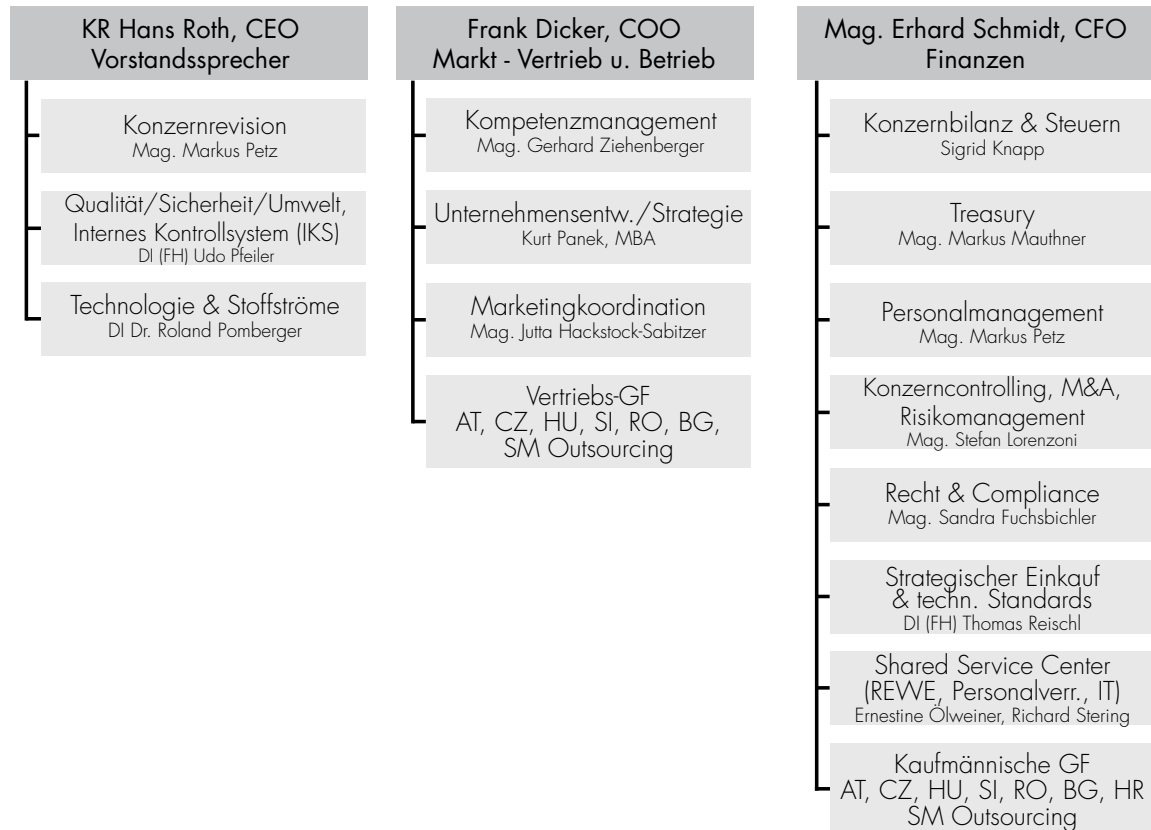 KR Hans Roth, CEO
Vorstandssprecher
Konzernrevision
Mag. Markus Petz
Qualität/Sicherheit/Umwelt,
Internes Kontrollsystem (IKS)
DI (FH) Udo Pfeiler
Technologie & Stoffströme
DI Dr. Roland Pomberger
Frank Dicker, COO
Markt - Vertrieb u. Betrieb
Kompetenzmanagement
Mag. Gerhard Ziehenberger
Unternehmensentw./Strategie
Kurt Panek, MBA
Marketingkoordination
Mag. Jutta Hackstock-Sabitzer
Vertriebs-GF
AT, CZ, HU, SI, RO, BG,
SM Outsourcing
Mag. Erhard Schmidt, CFO
Finanzen
Konzernbilanz & Steuern
Sigrid Knapp
Treasury
Mag. Markus Mauthner
Personalmanagement
Mag. Markus Petz
Konzerncontrolling, M&A,
Risikomanagement
Mag. Stefan Lorenzoni
Recht & Compliance
Mag. Sandra Fuchsbichler
Strategischer Einkauf
& techn. Standards
DI (FH) Thomas Reischl
Shared Service Center
(REWE, Personalverr., IT)
Ernestine Ölweiner, Richard Stering
Kaufmännische GF
AT, CZ, HU, SI, RO, BG, HR
SM Outsourcing